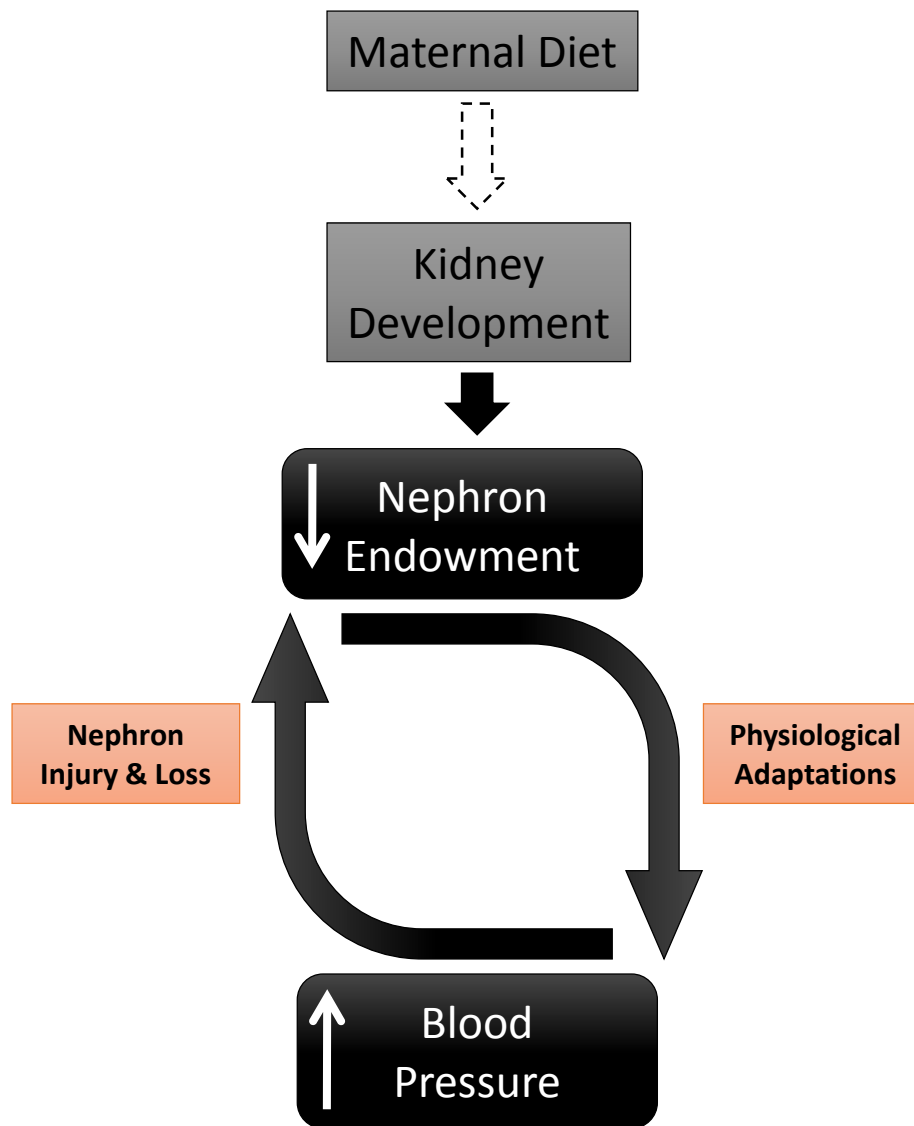 Maternal Diet
Kidney
Development
Nephron
Endowment
Nephron
Injury & Loss
Physiological
Adaptations
Blood
Pressure